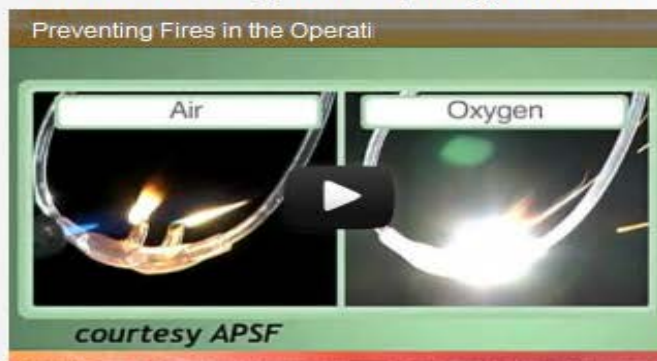 Preventing Fires in the Operati
Air
Oxygen
courtesy APSF